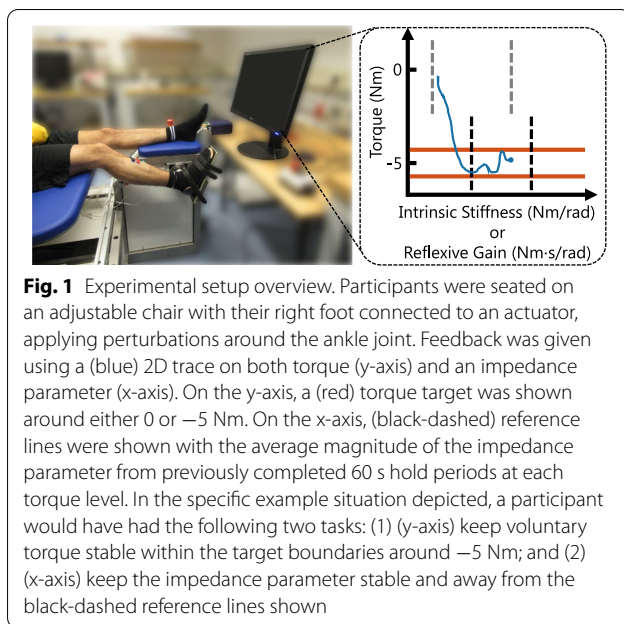 0
-5
Torque (Nm)
Intrinsic Stiffness (Nm/rad)
or
Reflexive Gain (Nm·s/rad)
Fig. 1 Experimental setup overview. Participants were seated on
an adjustable chair with their right foot connected to an actuator,
applying perturbations around the ankle joint. Feedback was given
using a (blue) 2D trace on both torque (y-axis) and an impedance
parameter (x-axis). On the y-axis, a (red) torque target was shown
around either 0 or −5 Nm. On the x-axis, (black-dashed) reference
lines were shown with the average magnitude of the impedance
parameter from previously completed 60 s hold periods at each
torque level. In the specific example situation depicted, a participant
would have had the following two tasks: (1) (y-axis) keep voluntary
torque stable within the target boundaries around −5 Nm; and (2)
(x-axis) keep the impedance parameter stable and away from the
black-dashed reference lines shown